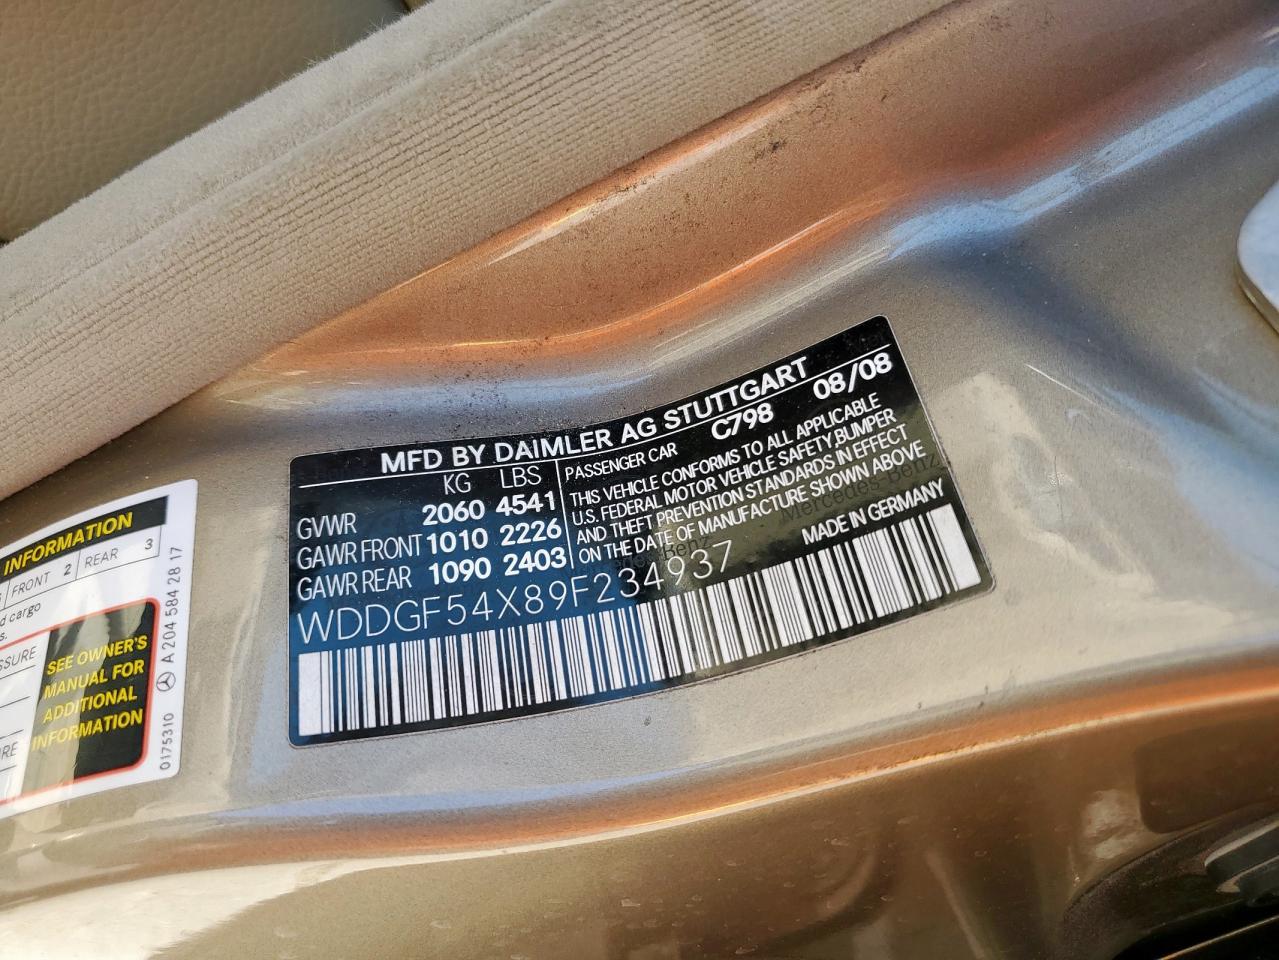 MFD BY DAIMLER AG STUTTGART
KG LBS
GVWR 2060 4541
GAWR FRONT 1010 2226
GAWR REAR 1090 2403
PASSENGER CAR C798 08/08
THIS VEHICLE CONFORMS TO ALL APPLICABLE
U.S. FEDERAL MOTOR VEHICLE SAFETY,BUMPER
AND THEFT PREVENTION STANDARDS IN EFFECT
ON THE DATE OF MANUFACTURE SHOWN ABOVE
Mercedes-Benz
MADE IN GERMANY
WDDGF54X89F234937
INFORMATION
FRONT 2 REAR 3
cargo
SEE OWNER'S
MANUAL FOR
ADDITIONAL
INFORMATION
0175310 A 204 584 28 17